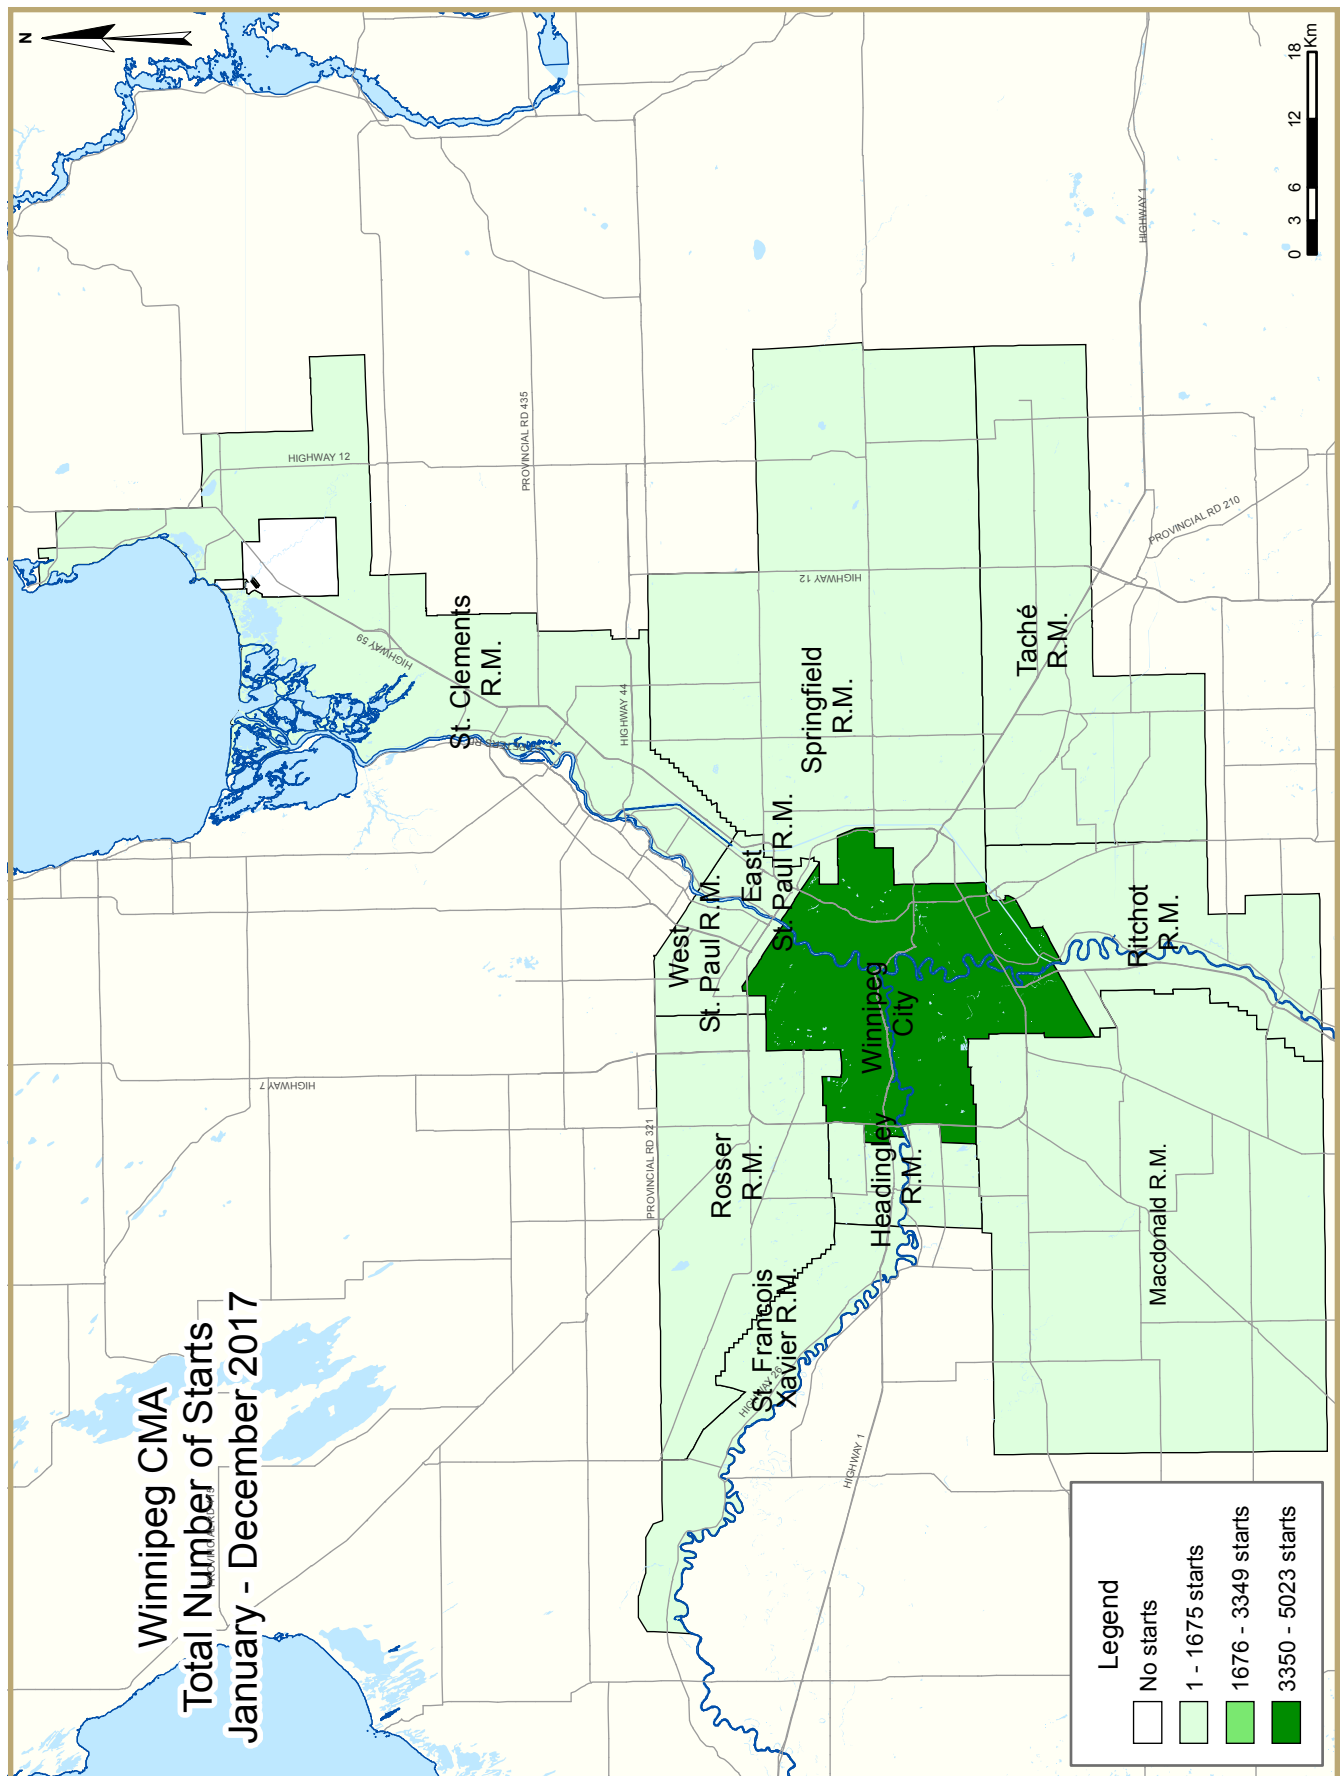 Winnipeg CMA
Total Number of Starts
January - December 2017
N
HIGHWAY 12
PROVINCIAL RD 435
HIGHWAY 59
St. Clements
R.M.
HIGHWAY 44
HIGHWAY 7
PROVINCIAL RD 321
West
St. Paul R.M.
East
St. Paul R.M.
Springfield
R.M.
HIGHWAY 12
HIGHWAY 1
Rosser
R.M.
St. Francois
Xavier R.M.
HIGHWAY 26
Headingley
R.M.
Winnipeg
City
Taché
R.M.
PROVINCIAL RD 210
HIGHWAY 1
Macdonald R.M.
Ritchot
R.M.
Legend
No starts
1 - 1675 starts
1676 - 3349 starts
3350 - 5023 starts
0 3 6 12 18
Km